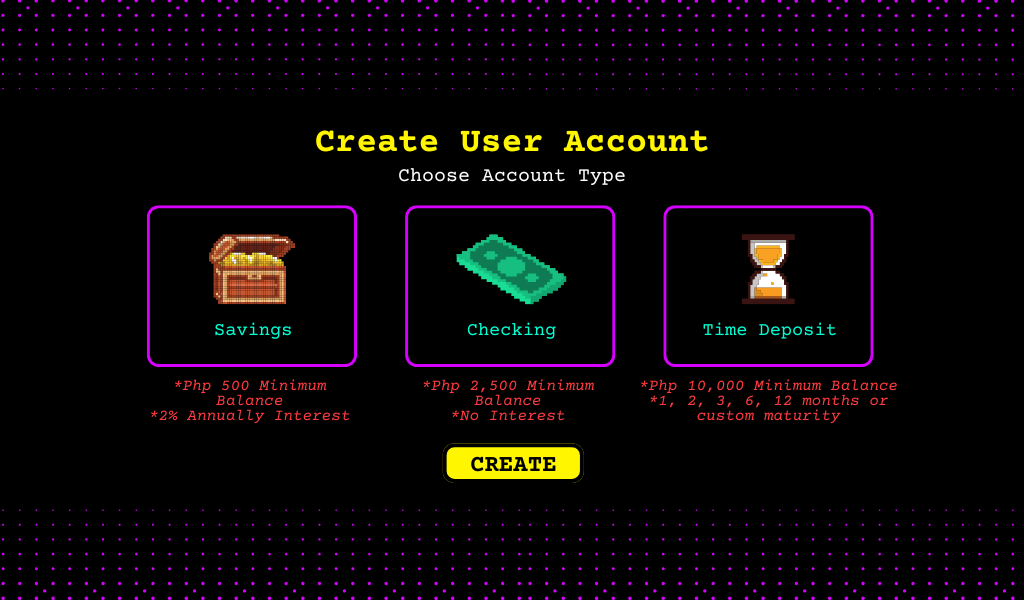 Create User Account
Choose Account Type
Savings
Checking
Time Deposit
*Php 500 Minimum
Balance
*2% Annually Interest
*Php 2,500 Minimum
Balance
*No Interest
*Php 10,000 Minimum Balance
*1, 2, 3, 6, 12 months or
custom maturity
CREATE